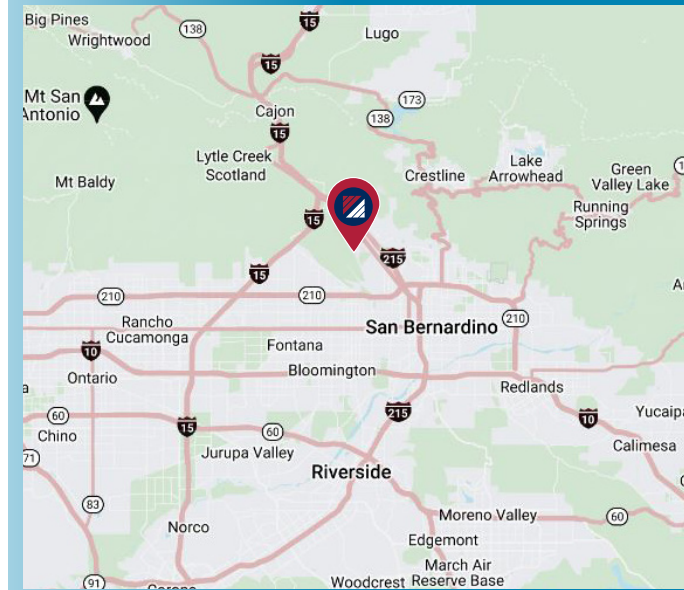 Big Pines
Wrightwood
138
15
Lugo
15
Mt San
Antonio
Cajon
173
138
15
Lytle Creek
Scotland
Crestline
Lake
Arrowhead
Green
Valley Lake
Mt Baldy
Running
Springs
15
215
15
210
210
210
Rancho
Cucamonga
San Bernardino
Fontana
10
Bloomington
Ontario
Redlands
60
15
215
10
Yucaipa
Chino
60
Calimesa
71
Jurupa Valley
Riverside
83
Norco
Moreno Valley
60
Edgemont
March Air
Reserve Base
Woodcrest
91